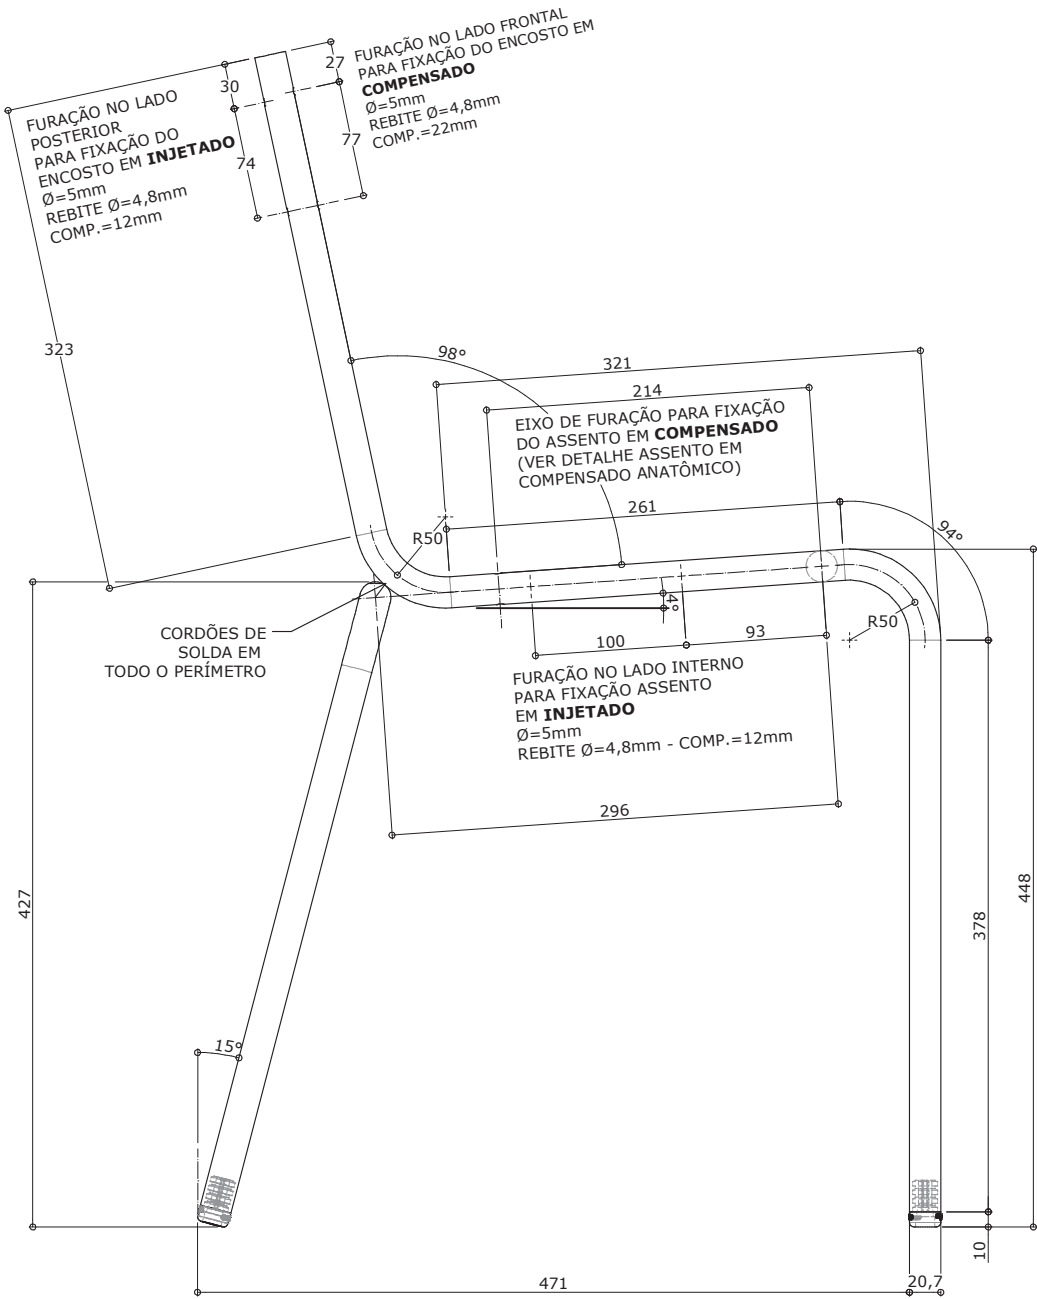 FURAÇÃO NO LADO FRONTAL
PARA FIXAÇÃO DO ENCOSTO EM
COMPENSADO
Ø=5mm
REBITE Ø=4,8mm
COMP.=22mm
27
77
30
74
FURAÇÃO NO LADO
POSTERIOR
PARA FIXAÇÃO DO
ENCOSTO EM INJETADO
Ø=5mm
REBITE Ø=4,8mm
COMP.=12mm
323
98°
321
214
EIXO DE FURAÇÃO PARA FIXAÇÃO
DO ASSENTO EM COMPENSADO
(VER DETALHE ASSENTO EM
COMPENSADO ANATÔMICO)
261
R50
94°
4°
R50
100
93
CORDÕES DE
SOLDA EM
TODO O PERÍMETRO
FURAÇÃO NO LADO INTERNO
PARA FIXAÇÃO ASSENTO
EM INJETADO
Ø=5mm
REBITE Ø=4,8mm - COMP.=12mm
296
427
448
378
15°
10
471
20,7